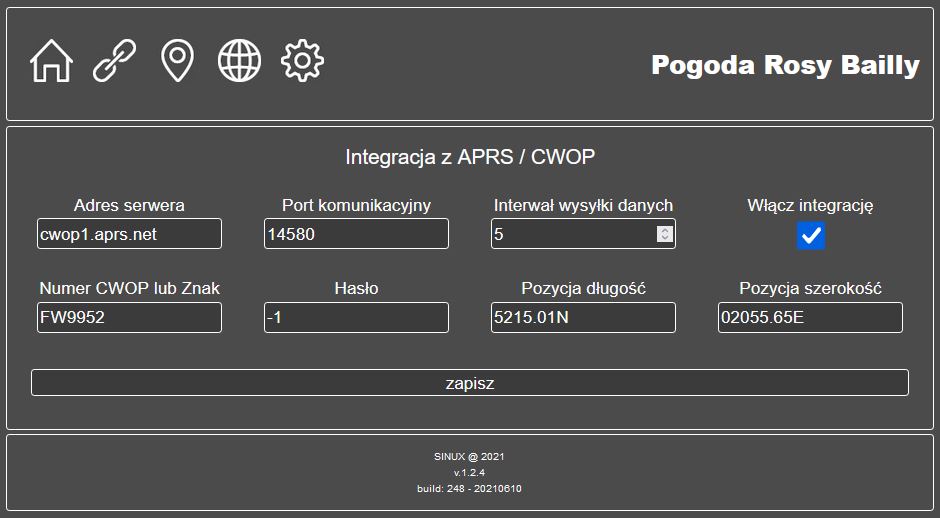 Pogoda Rosy Bailly
Integracja z APRS / CWOP
Adres serwera
cwop1.aprs.net
Port komunikacyjny
14580
Interwał wysyłki danych
5
Włącz integrację
Numer CWOP lub Znak
FW9952
Hasło
-1
Pozycja długość
5215.01N
Pozycja szerokość
02055.65E
zapisz
SINUX @ 2021
v.1.2.4
build: 248 - 20210610